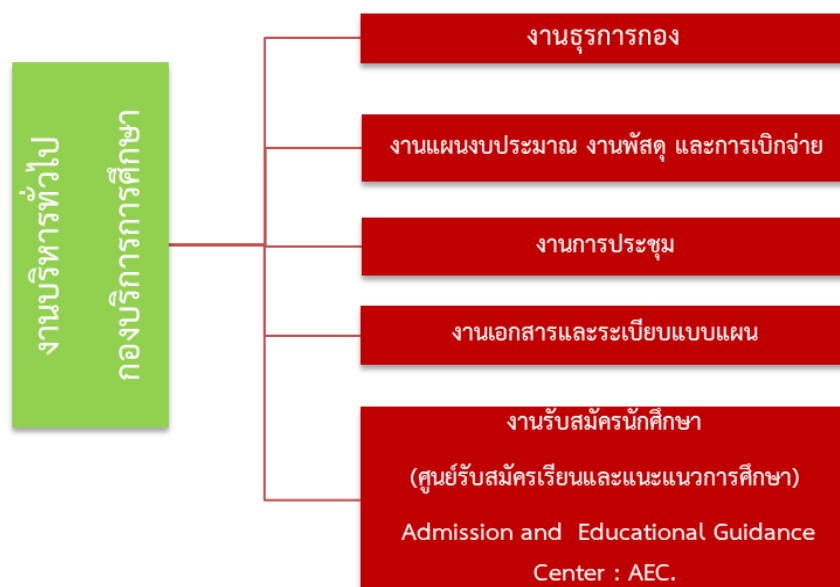 งานบริหารทั่วไป
กองบริการการศึกษา
งานธุรการกอง
งานแผนงบประมาณ งานพัสดุ และการเบิกจ่าย
งานการประชุม
งานเอกสารและระเบียบแบบแผน
งานรับสมัครนักศึกษา
(ศูนย์รับสมัครเรียนและแนะแนวการศึกษา)
Admission and Educational Guidance
Center : AEC.